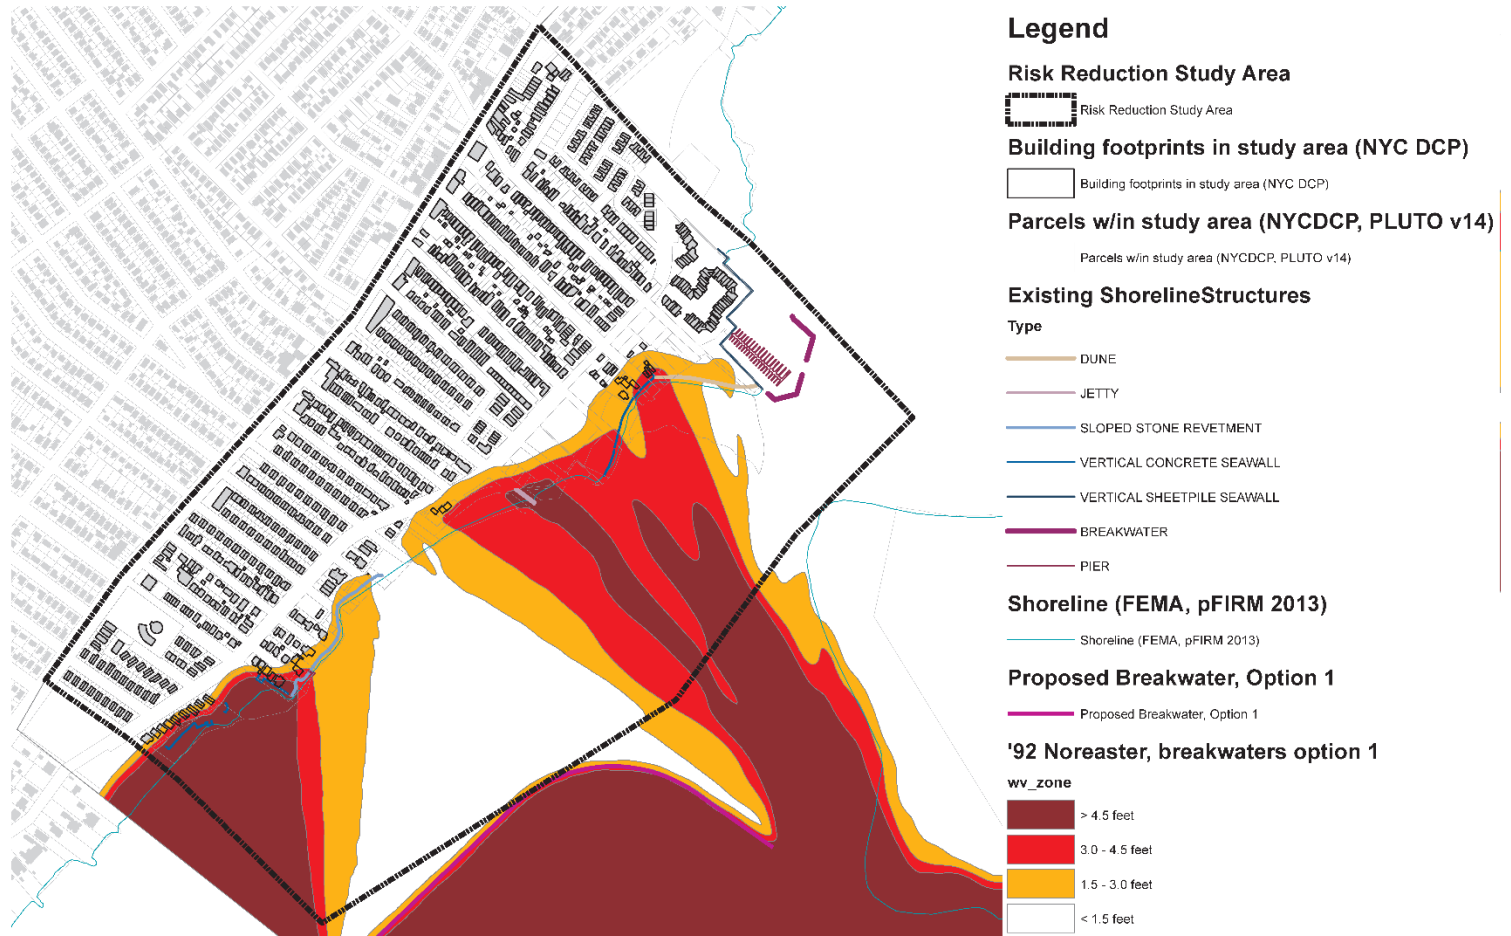 Legend
Risk Reduction Study Area
Risk Reduction Study Area
Building footprints in study area (NYC DCP)
Building footprints in study area (NYC DCP)
Parcels w/in study area (NYCDCP, PLUTO v14)
Parcels w/in study area (NYCDCP, PLUTO v14)
Existing ShorelineStructures
Type
DUNE
JETTY
SLOPED STONE REVETMENT
VERTICAL CONCRETE SEAWALL
VERTICAL SHEETPILE SEAWALL
BREAKWATER
PIER
Shoreline (FEMA, pFIRM 2013)
Shoreline (FEMA, pFIRM 2013)
Proposed Breakwater, Option 1
Proposed Breakwater, Option 1
'92 Noreaster, breakwaters option 1
wv_zone
> 4.5 feet
3.0 - 4.5 feet
1.5 - 3.0 feet
< 1.5 feet